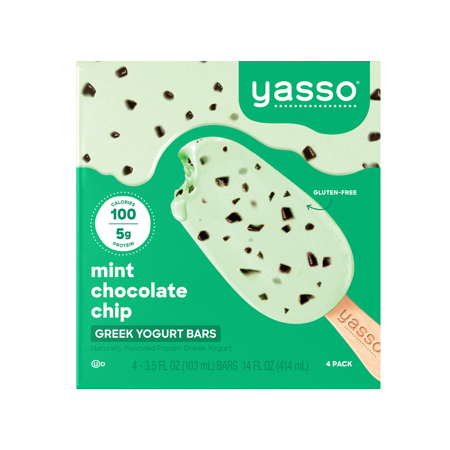 yasso®
GLUTEN-FREE
CALORIES
100
5g
PROTEIN
mint
chocolate
chip
GREEK YOGURT BARS
Naturally Flavored Frozen Greek Yogurt
U D
4 - 3.5 FL OZ (103 mL) BARS 14 FL OZ (414 mL)
4 PACK
yasso